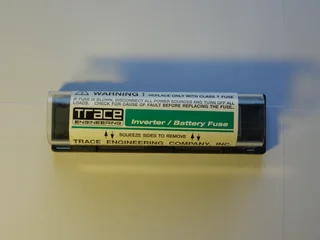 ⚠ WARNING ! REPLACE ONLY WITH CLASS T FUSE
IF FUSE IS BLOWN, DISCONNECT ALL POWER SOURCES AND TURN OFF ALL
LOADS. CHECK FOR CAUSE OF FAULT BEFORE REPLACING THE FUSE.
Trace
ENGINEERING
Inverter / Battery Fuse
SQUEEZE SIDES TO REMOVE
TRACE ENGINEERING COMPANY, INC.